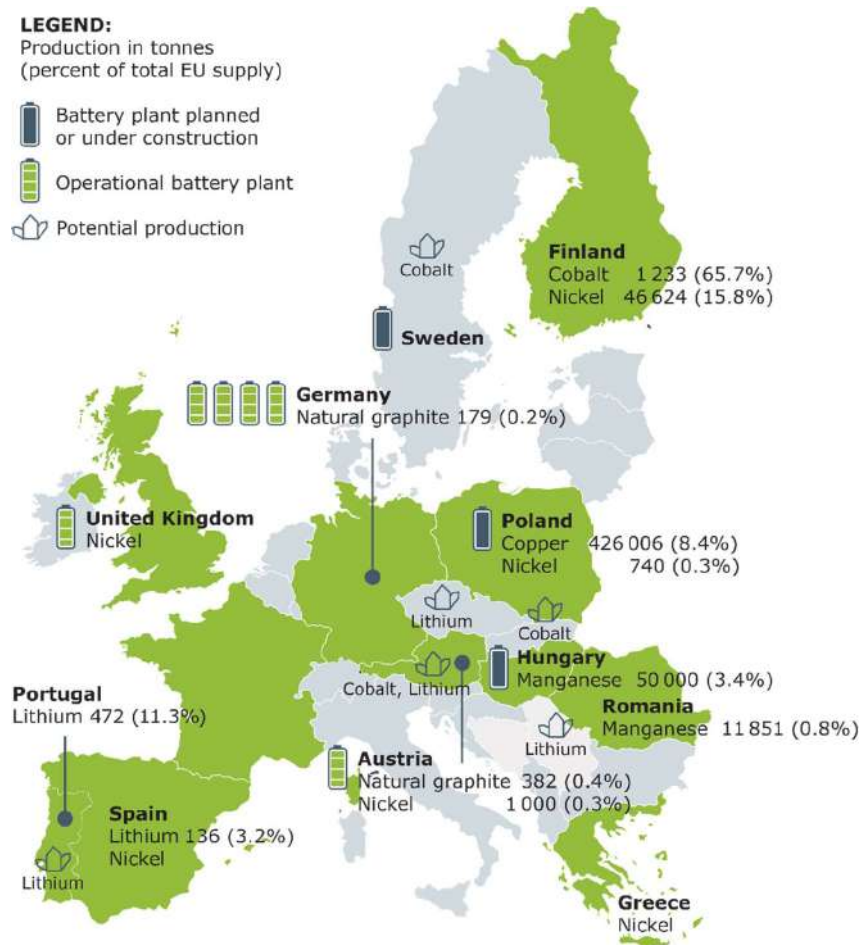 LEGEND:
Production in tonnes
(percent of total EU supply)
Battery plant planned
or under construction
Operational battery plant
Potential production
Cobalt
Finland
Cobalt 1 233 (65.7%)
Nickel 46 624 (15.8%)
Sweden
Germany
Natural graphite 179 (0.2%)
United Kingdom
Nickel
Poland
Copper 426 006 (8.4%)
Nickel 740 (0.3%)
Lithium
Cobalt
Hungary
Manganese 50 000 (3.4%)
Cobalt, Lithium
Portugal
Lithium 472 (11.3%)
Romania
Manganese 11 851 (0.8%)
Lithium
Austria
Natural graphite 382 (0.4%)
Nickel 1 000 (0.3%)
Spain
Lithium 136 (3.2%)
Nickel
Lithium
Greece
Nickel